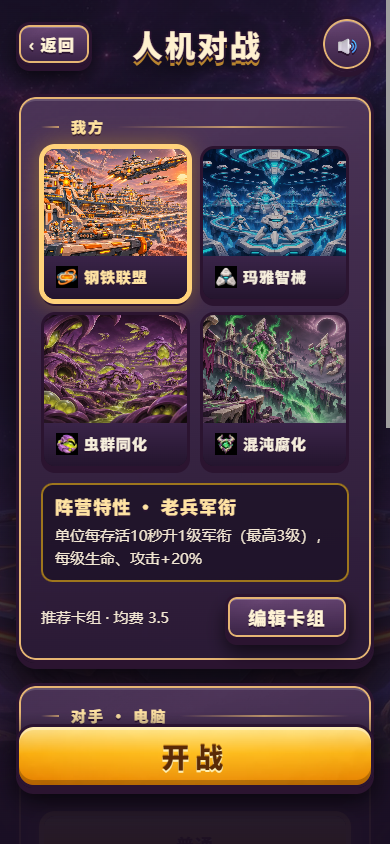 ‹ 返回
人机对战
我方
钢铁联盟
玛雅智械
虫群同化
混沌腐化
阵营特性 · 老兵军衔
单位每存活10秒升1级军衔（最高3级），
每级生命、攻击+20%
推荐卡组 · 均费 3.5
编辑卡组
对手 · 电脑
开战